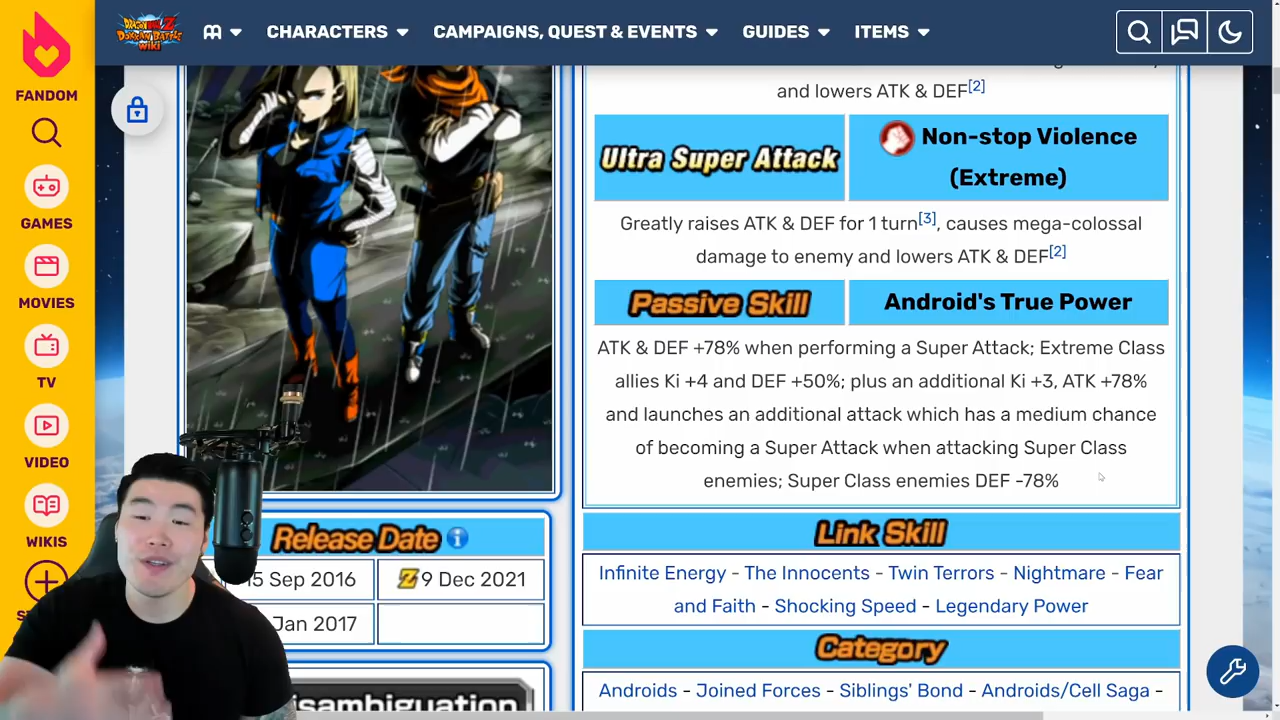 DRAGONBALL Z
DOKKAN BATTLE
WIKI
CHARACTERS
CAMPAIGNS, QUEST & EVENTS
GUIDES
ITEMS
FANDOM
GAMES
MOVIES
TV
VIDEO
WIKIS
and lowers ATK & DEF[2]
Ultra Super Attack
Non-stop Violence
(Extreme)
Greatly raises ATK & DEF for 1 turn[3], causes mega-colossal
damage to enemy and lowers ATK & DEF[2]
Passive Skill
Android's True Power
ATK & DEF +78% when performing a Super Attack; Extreme Class
allies Ki +4 and DEF +50%; plus an additional Ki +3, ATK +78%
and launches an additional attack which has a medium chance
of becoming a Super Attack when attacking Super Class
enemies; Super Class enemies DEF -78%
Release Date
Sep 2016
Z 9 Dec 2021
Jan 2017
Link Skill
Infinite Energy - The Innocents - Twin Terrors - Nightmare - Fear
and Faith - Shocking Speed - Legendary Power
Category
Androids - Joined Forces - Siblings' Bond - Androids/Cell Saga -
isambiguation